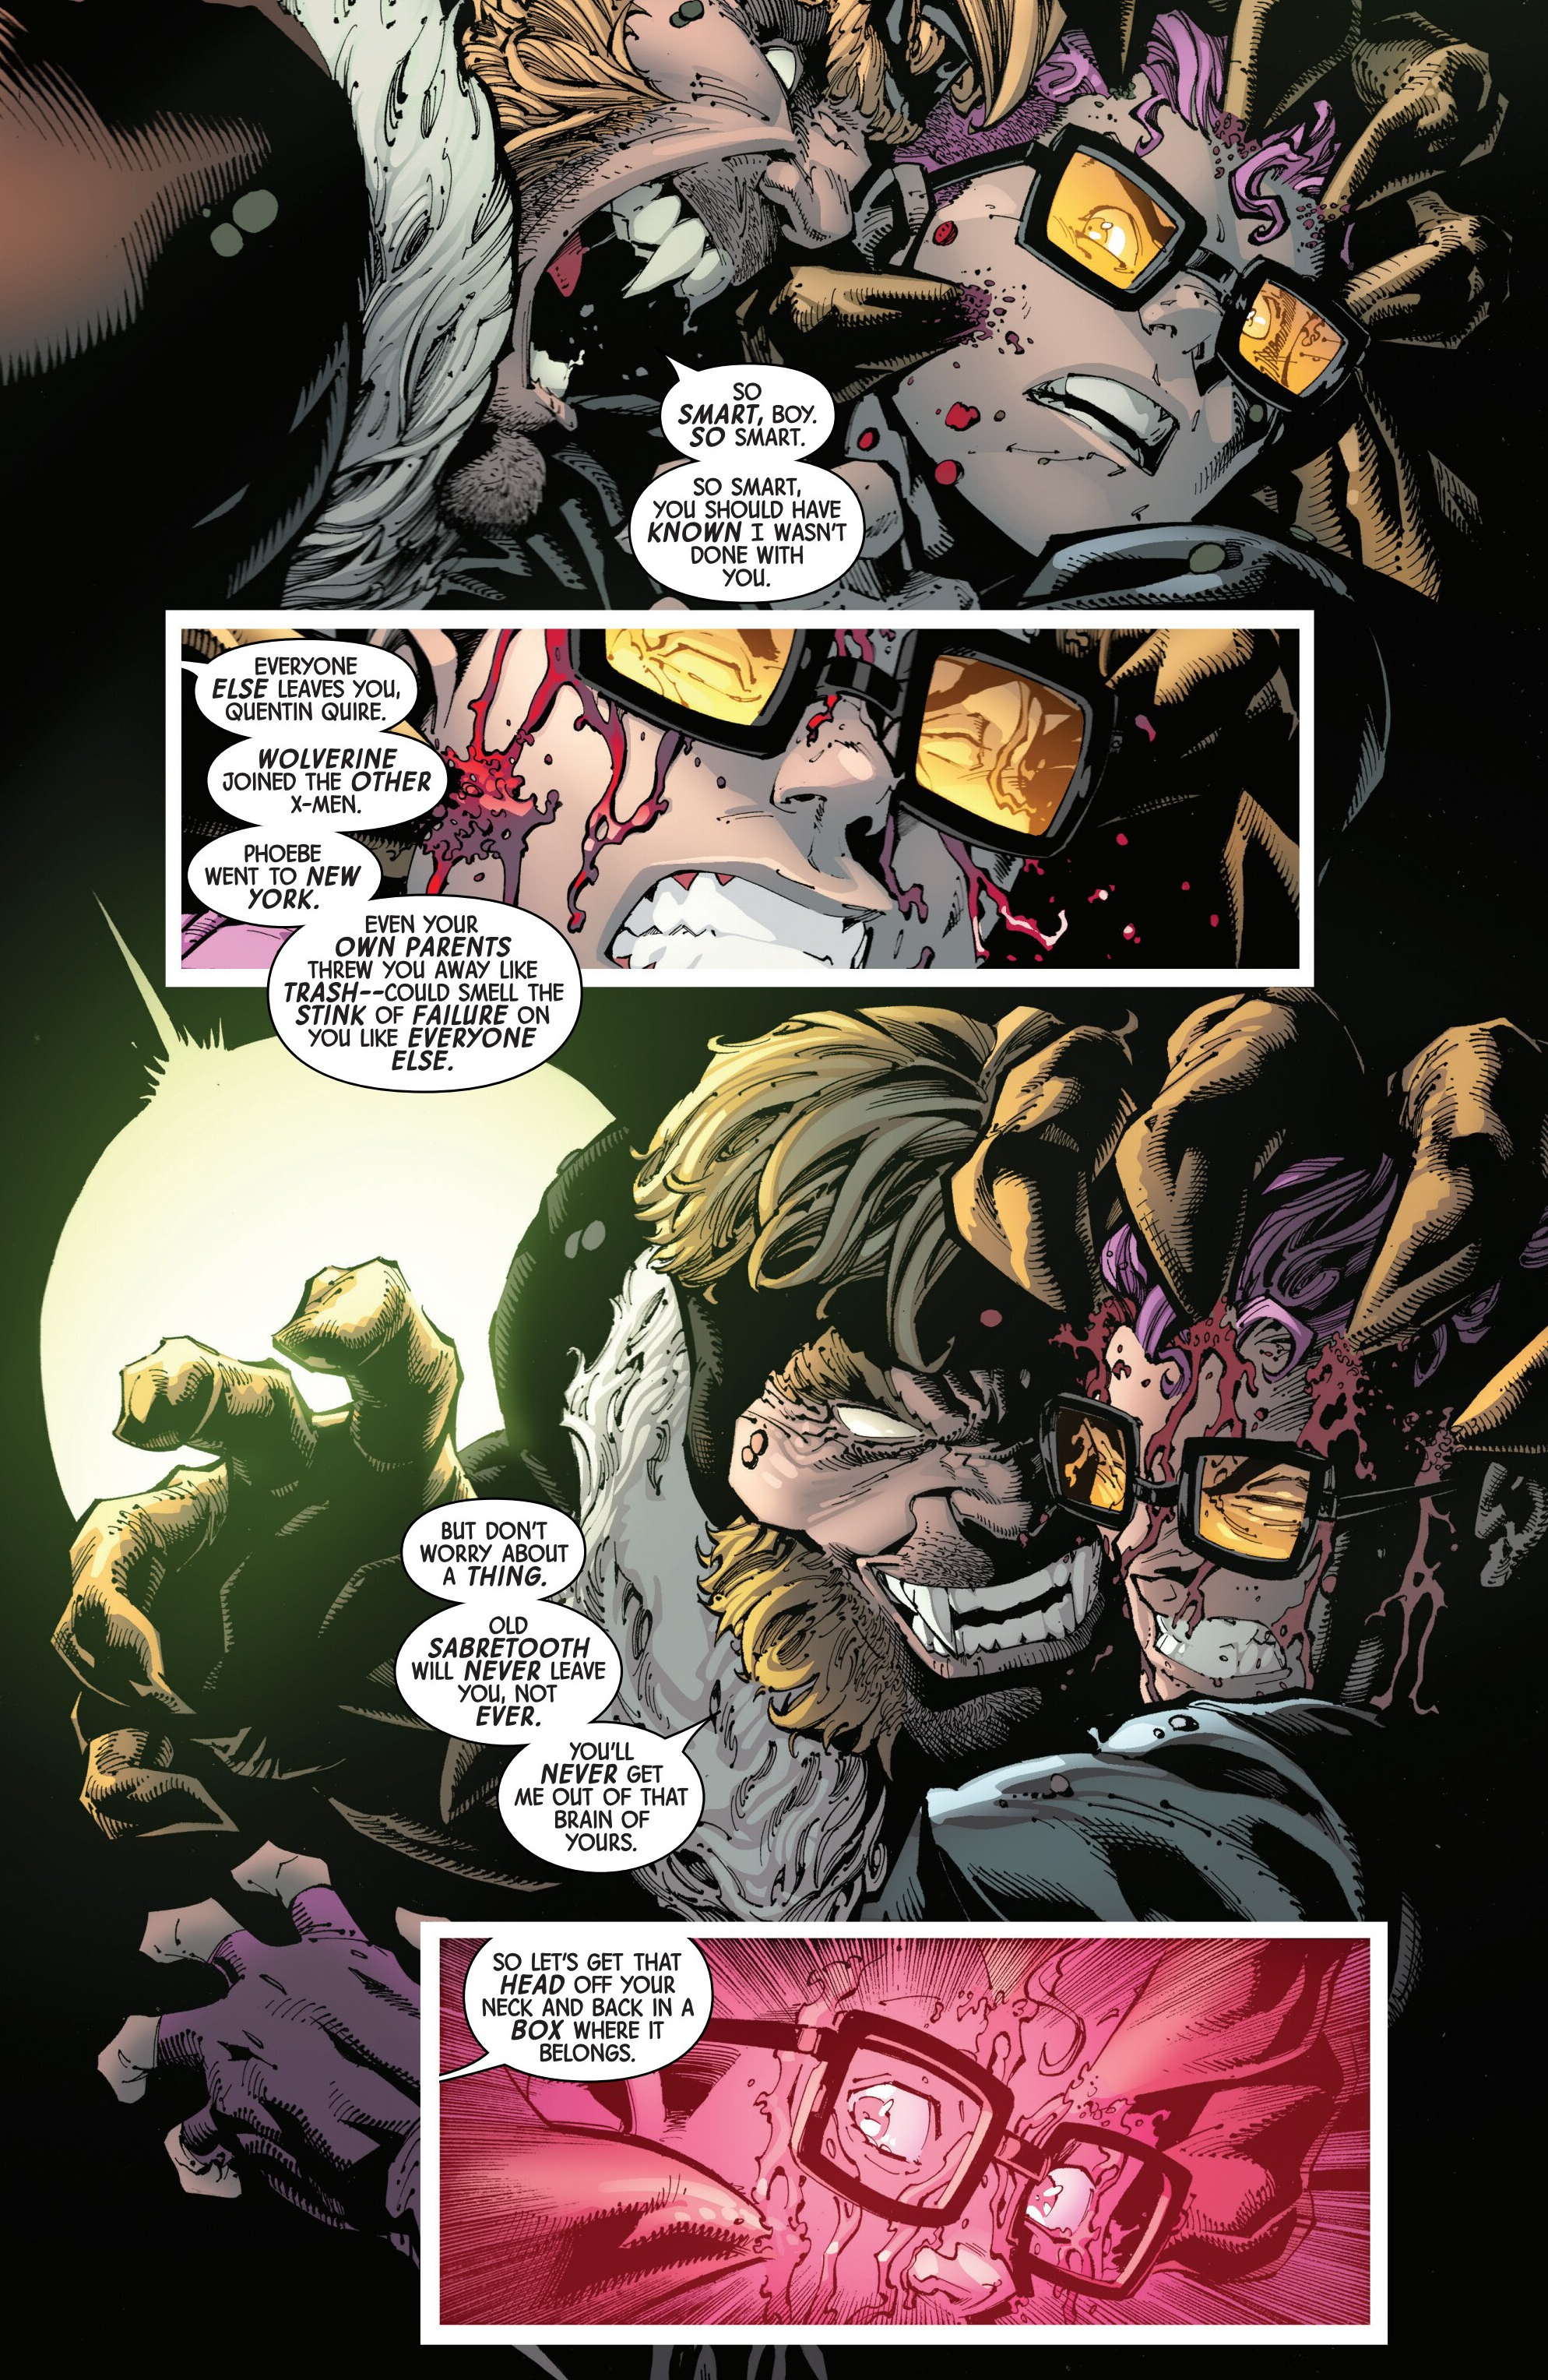 SO
SMART, BOY.
SO SMART.
SO SMART,
YOU SHOULD HAVE
KNOWN I WASN'T
DONE WITH
YOU.
EVERYONE
ELSE LEAVES YOU,
QUENTIN QUIRE.
WOLVERINE
JOINED THE OTHER
X-MEN.
PHOEBE
WENT TO NEW
YORK.
EVEN YOUR
OWN PARENTS
THREW YOU AWAY LIKE
TRASH--COULD SMELL THE
STINK OF FAILURE ON
YOU LIKE EVERYONE
ELSE.
BUT DON'T
WORRY ABOUT
A THING.
OLD
SABRETOOTH
WILL NEVER LEAVE
YOU, NOT
EVER.
YOU'LL
NEVER GET
ME OUT OF THAT
BRAIN OF
YOURS.
SO LET'S GET THAT
HEAD OFF YOUR
NECK AND BACK IN A
BOX WHERE IT
BELONGS.